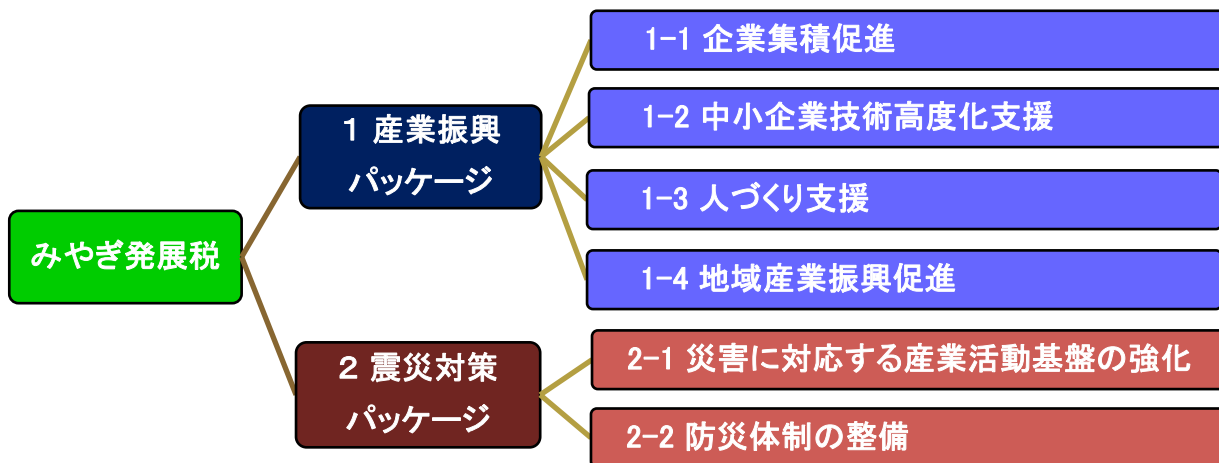 みやぎ発展税
１ 産業振興
パッケージ
1-1 企業集積促進
1-2 中小企業技術高度化支援
1-3 人づくり支援
1-4 地域産業振興促進
２ 震災対策
パッケージ
2-1 災害に対応する産業活動基盤の強化
2-2 防災体制の整備